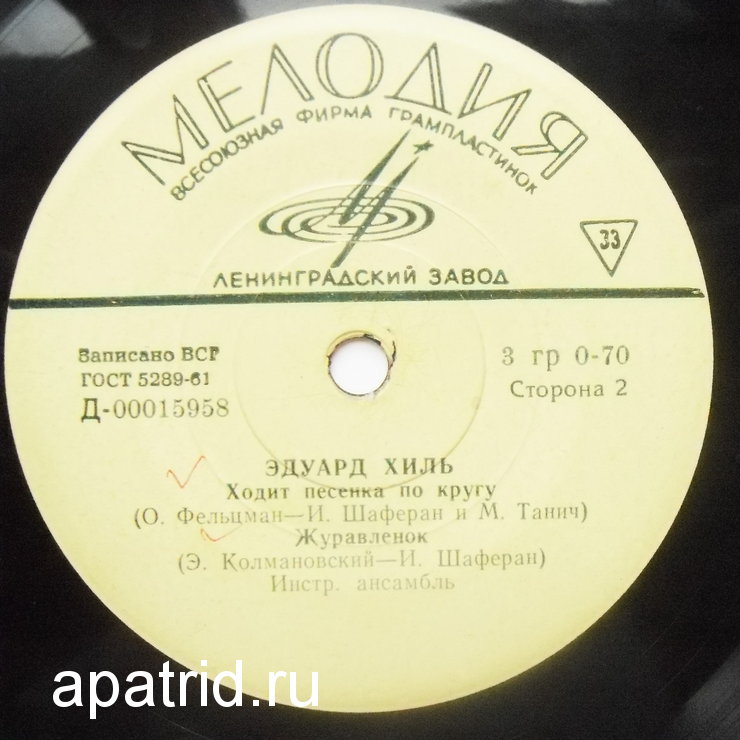 МЕЛОДИЯ
ВСЕСОЮЗНАЯ ФИРМА ГРАМПЛАСТИНОК
33
ЛЕНИНГРАДСКИЙ ЗАВОД
Записано ВСГ
ГОСТ 5289-61
Д-00015958
3 гр 0-70
Сторона 2
ЭДУАРД ХИЛЬ
Ходит песенка по кругу
(О. Фельцман—И. Шаферан и М. Танич)
Журавленок
(Э. Колмановский—И. Шаферан)
Инстр. ансамбль
apatrid.ru